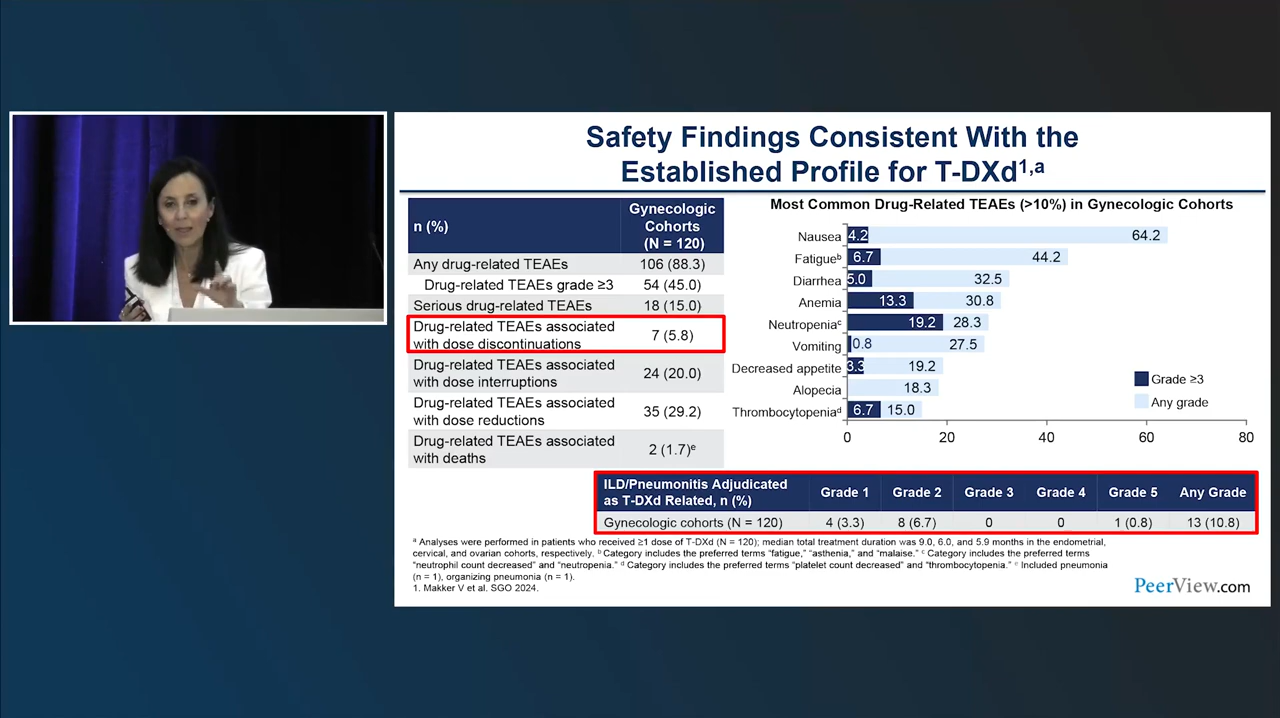 Safety Findings Consistent With the
Established Profile for T-DXd1,a
n (%)
Gynecologic
Cohorts
(N = 120)
Any drug-related TEAEs 106 (88.3)
Drug-related TEAEs grade ≥3 54 (45.0)
Serious drug-related TEAEs 18 (15.0)
Drug-related TEAEs associated
with dose discontinuations 7 (5.8)
Drug-related TEAEs associated
with dose interruptions 24 (20.0)
Drug-related TEAEs associated
with dose reductions 35 (29.2)
Drug-related TEAEs associated
with deaths 2 (1.7)e
Most Common Drug-Related TEAEs (>10%) in Gynecologic Cohorts
Nausea 4.2 64.2
Fatigueb 6.7 44.2
Diarrhea 5.0 32.5
Anemia 13.3 30.8
Neutropeniac 19.2 28.3
Vomiting 0.8 27.5
Decreased appetite 3.3 19.2
Alopecia 18.3
Thrombocytopeniad 6.7 15.0
Grade ≥3
Any grade
0 20 40 60 80
ILD/Pneumonitis Adjudicated
as T-DXd Related, n (%) Grade 1 Grade 2 Grade 3 Grade 4 Grade 5 Any Grade
Gynecologic cohorts (N = 120) 4 (3.3) 8 (6.7) 0 0 1 (0.8) 13 (10.8)
a Analyses were performed in patients who received ≥1 dose of T-DXd (N = 120); median total treatment duration was 9.0, 6.0, and 5.9 months in the endometrial,
cervical, and ovarian cohorts, respectively. b Category includes the preferred terms “fatigue,” “asthenia,” and “malaise.” c Category includes the preferred terms
“neutrophil count decreased” and “neutropenia.” d Category includes the preferred terms “platelet count decreased” and “thrombocytopenia.” e Included pneumonia
(n = 1), organizing pneumonia (n = 1).
1. Makker V et al. SGO 2024.
PeerView.com